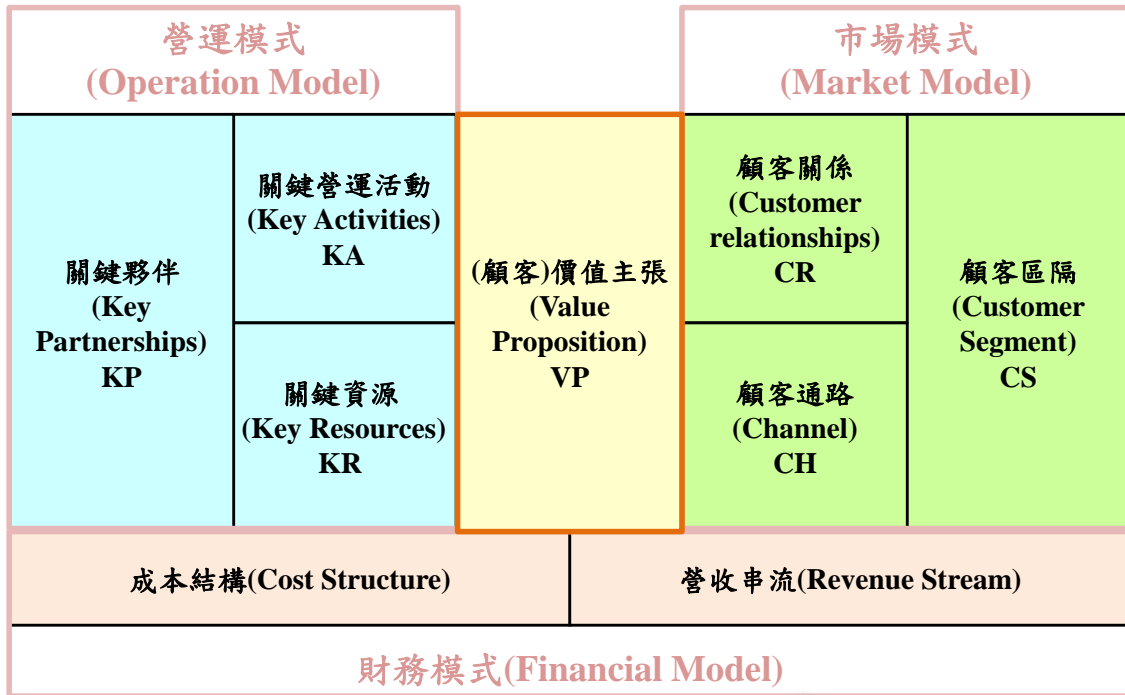 營運模式
(Operation Model)
市場模式
(Market Model)
關鍵夥伴
(Key
Partnerships)
KP
關鍵營運活動
(Key Activities)
KA
關鍵資源
(Key Resources)
KR
(顧客)價值主張
(Value
Proposition)
VP
顧客關係
(Customer
relationships)
CR
顧客通路
(Channel)
CH
顧客區隔
(Customer
Segment)
CS
成本結構(Cost Structure)
營收串流(Revenue Stream)
財務模式(Financial Model)